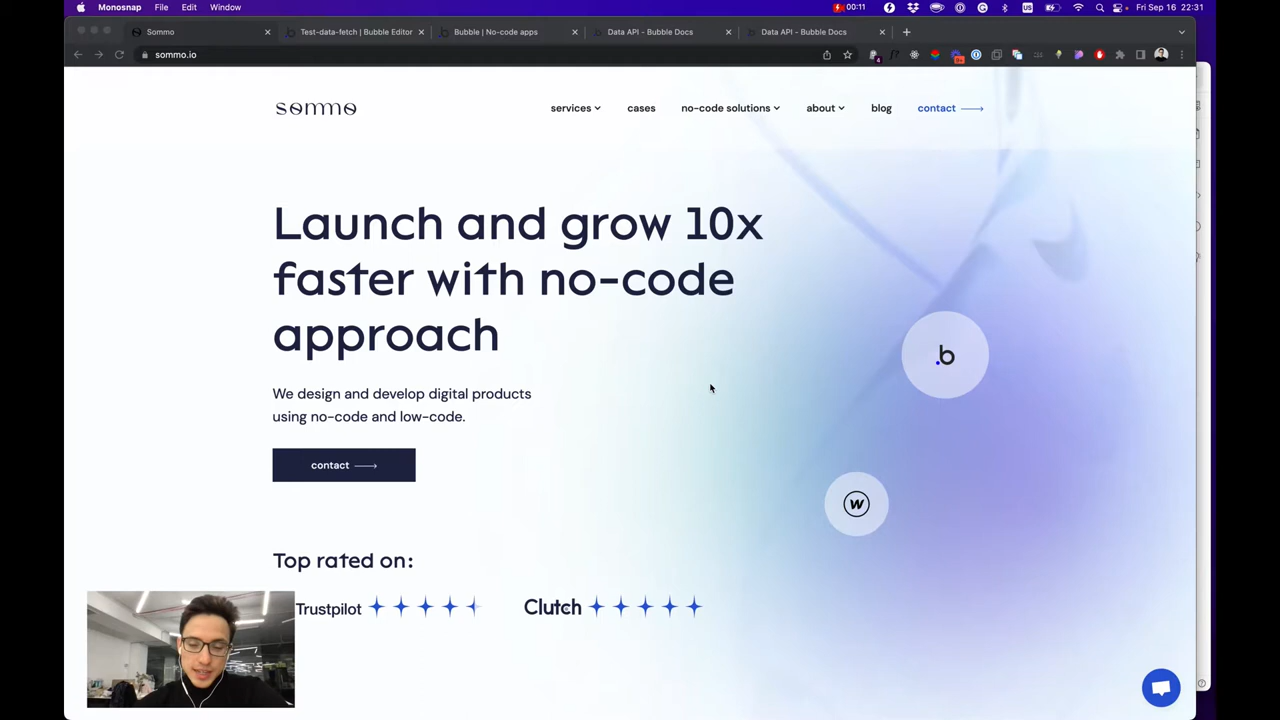 Monosnap File Edit Window 00:11 US Fri Sep 16 22:31
Sommo Test-data-fetch | Bubble Editor Bubble | No-code apps Data API - Bubble Docs Data API - Bubble Docs
sommo.io
sommo services cases no-code solutions about blog contact
Launch and grow 10x
faster with no-code
approach
We design and develop digital products
using no-code and low-code.
contact
.b
W
Top rated on:
Trustpilot Clutch